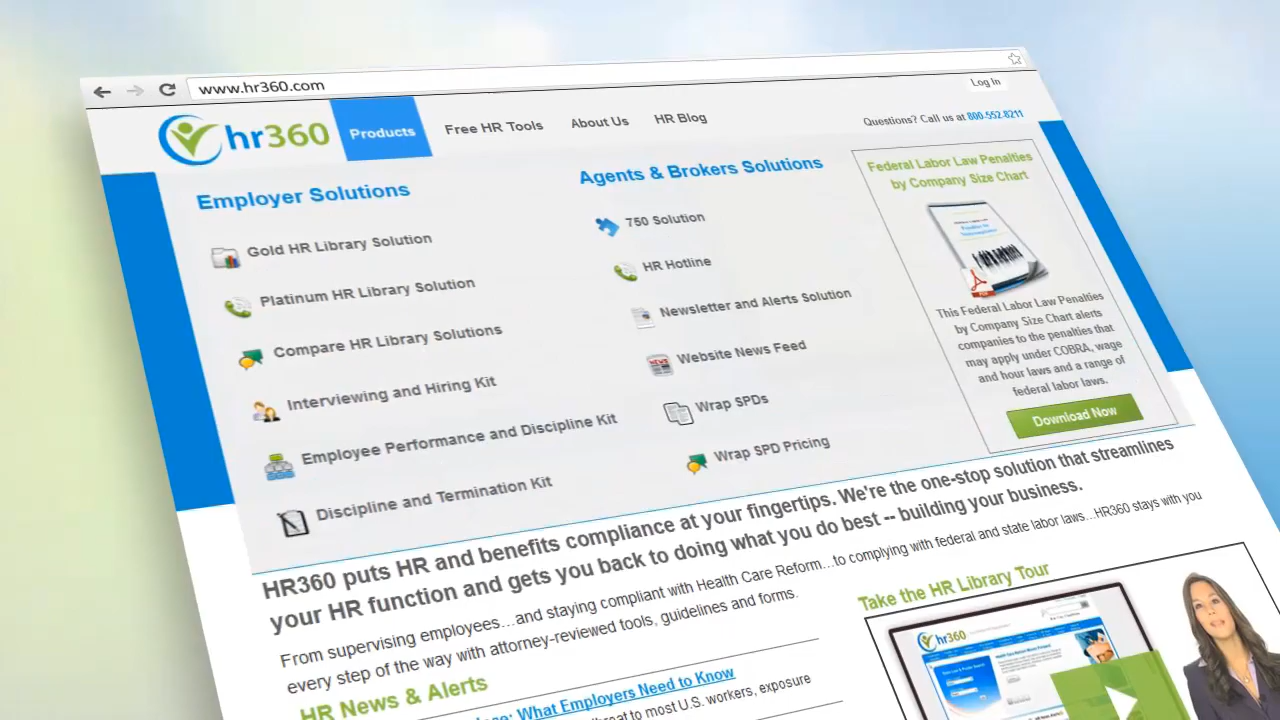 www.hr360.com
Log In
hr360
Products
Free HR Tools
About Us
HR Blog
Questions? Call us at 800-552-8211
Employer Solutions
Gold HR Library Solution
Platinum HR Library Solution
Compare HR Library Solutions
Interviewing and Hiring Kit
Employee Performance and Discipline Kit
Discipline and Termination Kit
Agents & Brokers Solutions
750 Solution
HR Hotline
Newsletter and Alerts Solution
Website News Feed
Wrap SPDs
Wrap SPD Pricing
Federal Labor Law Penalties
by Company Size Chart
This Federal Labor Law Penalties
by Company Size Chart alerts
companies to the penalties that
may apply under COBRA, wage
and hour laws and a range of
federal labor laws.
Download Now
HR360 puts HR and benefits compliance at your fingertips. We're the one-stop solution that streamlines
your HR function and gets you back to doing what you do best -- building your business.
From supervising employees…and staying compliant with Health Care Reform…to complying with federal and state labor laws…HR360 stays with you
every step of the way with attorney-reviewed tools, guidelines and forms.
HR News & Alerts
What Employers Need to Know
to most U.S. workers, exposure
Take the HR Library Tour
hr360